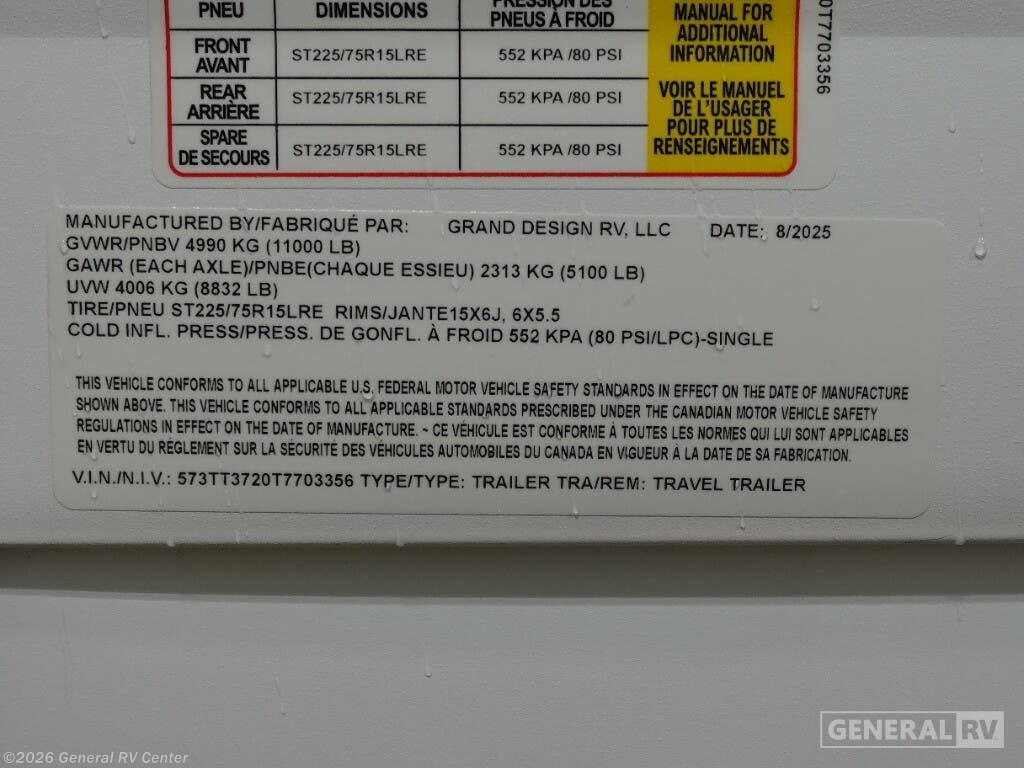 PNEU DIMENSIONS PRESSION DES
PNEUS À FROID
MANUAL FOR
ADDITIONAL
INFORMATION
FRONT
AVANT
ST225/75R15LRE 552 KPA /80 PSI
REAR
ARRIÈRE
ST225/75R15LRE 552 KPA /80 PSI
SPARE
DE SECOURS
ST225/75R15LRE 552 KPA /80 PSI
VOIR LE MANUEL
DE L'USAGER
POUR PLUS DE
RENSEIGNEMENTS
0T7703356
MANUFACTURED BY/FABRIQUÉ PAR: GRAND DESIGN RV, LLC DATE: 8/2025
GVWR/PNBV 4990 KG (11000 LB)
GAWR (EACH AXLE)/PNBE(CHAQUE ESSIEU) 2313 KG (5100 LB)
UVW 4006 KG (8832 LB)
TIRE/PNEU ST225/75R15LRE RIMS/JANTE15X6J, 6X5.5
COLD INFL. PRESS/PRESS. DE GONFL. À FROID 552 KPA (80 PSI/LPC)-SINGLE
THIS VEHICLE CONFORMS TO ALL APPLICABLE U.S. FEDERAL MOTOR VEHICLE SAFETY STANDARDS IN EFFECT ON THE DATE OF MANUFACTURE
SHOWN ABOVE. THIS VEHICLE CONFORMS TO ALL APPLICABLE STANDARDS PRESCRIBED UNDER THE CANADIAN MOTOR VEHICLE SAFETY
REGULATIONS IN EFFECT ON THE DATE OF MANUFACTURE. ~ CE VÉHICULE EST CONFORME À TOUTES LES NORMES QUI LUI SONT APPLICABLES
EN VERTU DU RÉGLEMENT SUR LA SÉCURITÉ DES VÉHICULES AUTOMOBILES DU CANADA EN VIGUEUR À LA DATE DE SA FABRICATION.
V.I.N./N.I.V.: 573TT3720T7703356 TYPE/TYPE: TRAILER TRA/REM: TRAVEL TRAILER
GENERAL RV
©2026 General RV Center